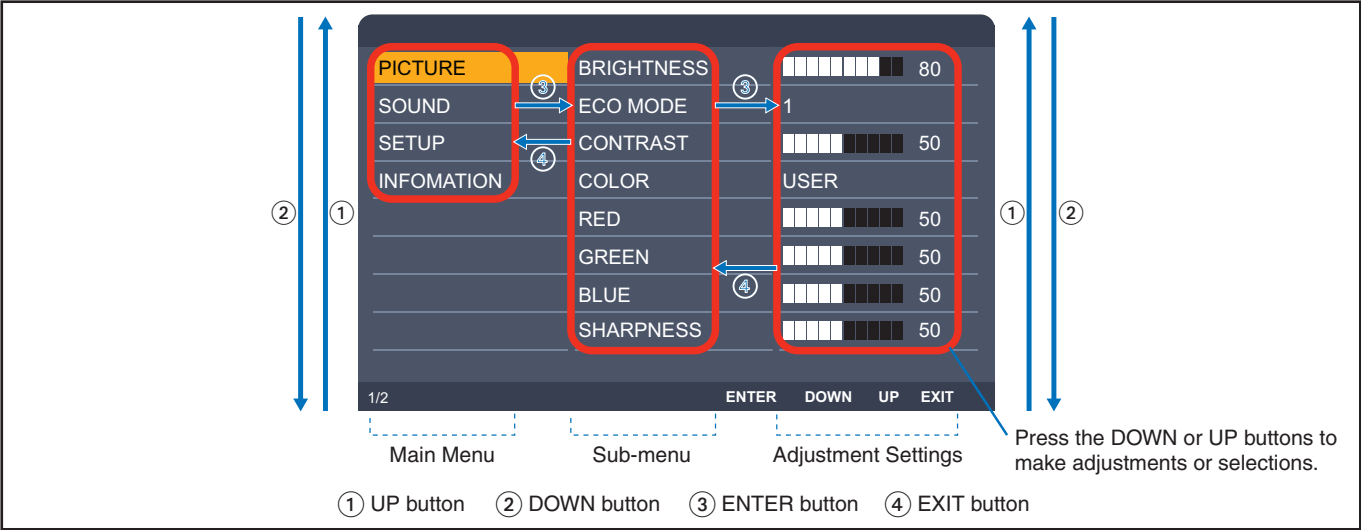 PICTURE BRIGHTNESS 80
③ ③
SOUND ECO MODE 1
SETUP CONTRAST 50
④
INFOMATION COLOR USER
② ① RED 50 ① ②
GREEN 50
④
BLUE 50
SHARPNESS 50
1/2 ENTER DOWN UP EXIT
Main Menu Sub-menu Adjustment Settings
Press the DOWN or UP buttons to
make adjustments or selections.
① UP button ② DOWN button ③ ENTER button ④ EXIT button